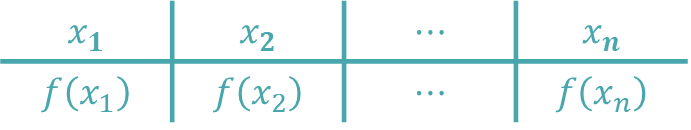 x₁ x₂ ⋯ xₙ
f(x₁) f(x₂) ⋯ f(xₙ)